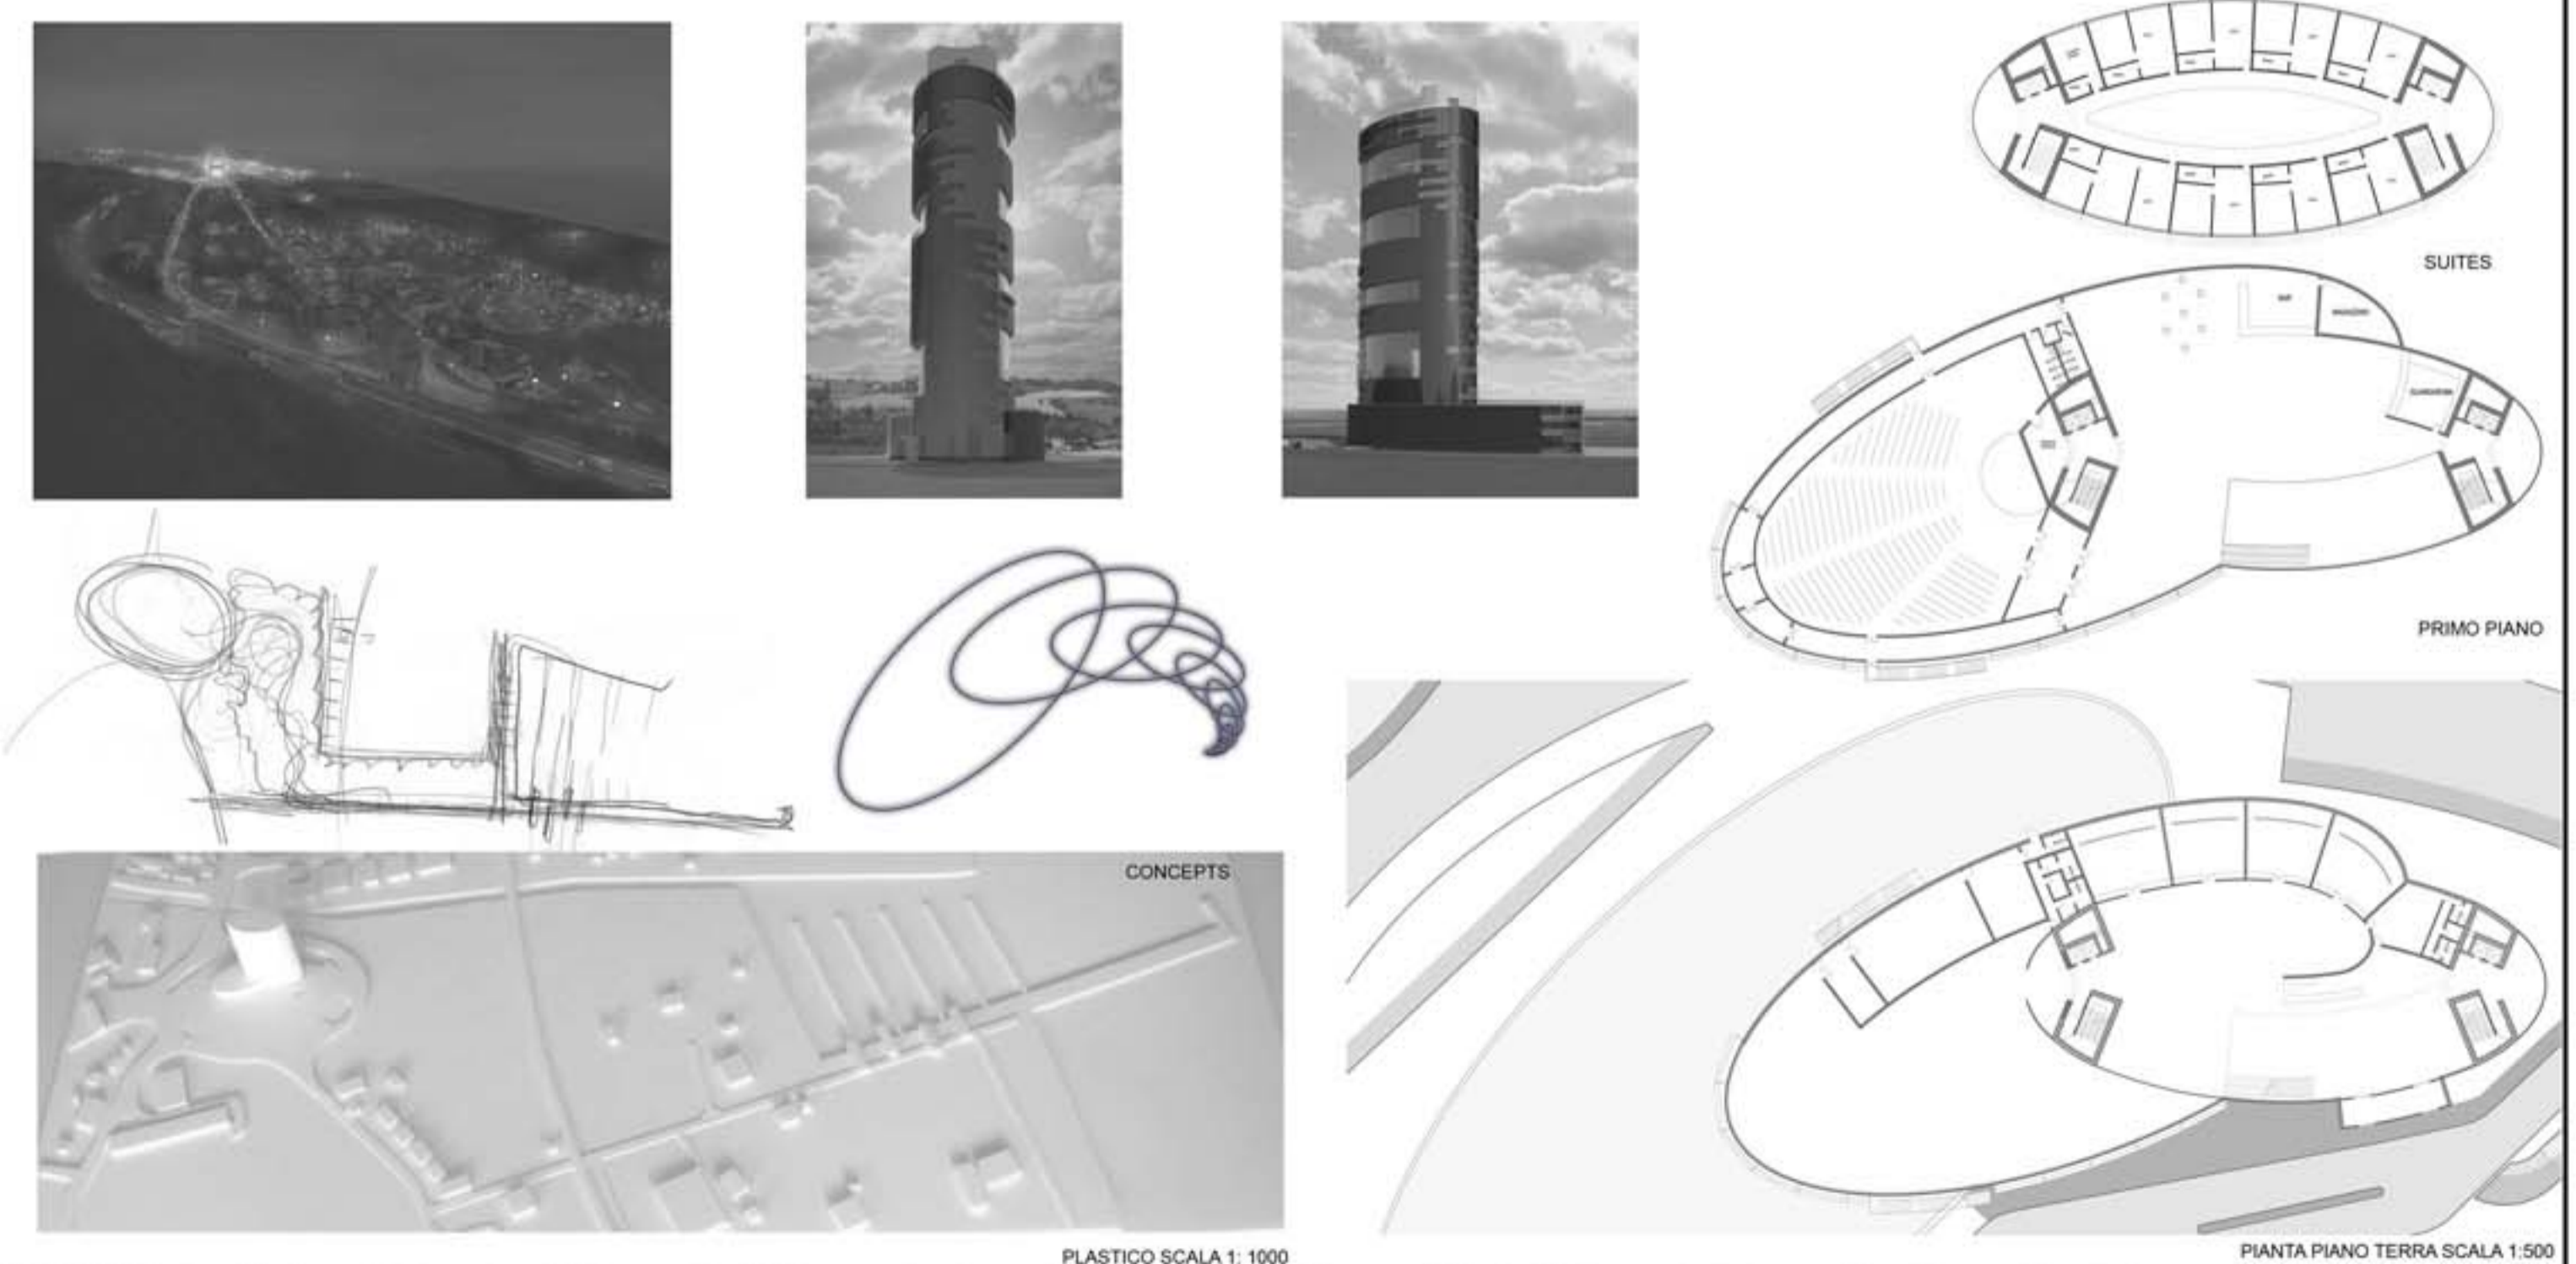 SUITES
PRIMO PIANO
CONCEPTS
PLASTICO SCALA 1: 1000
PIANTA PIANO TERRA SCALA 1:500